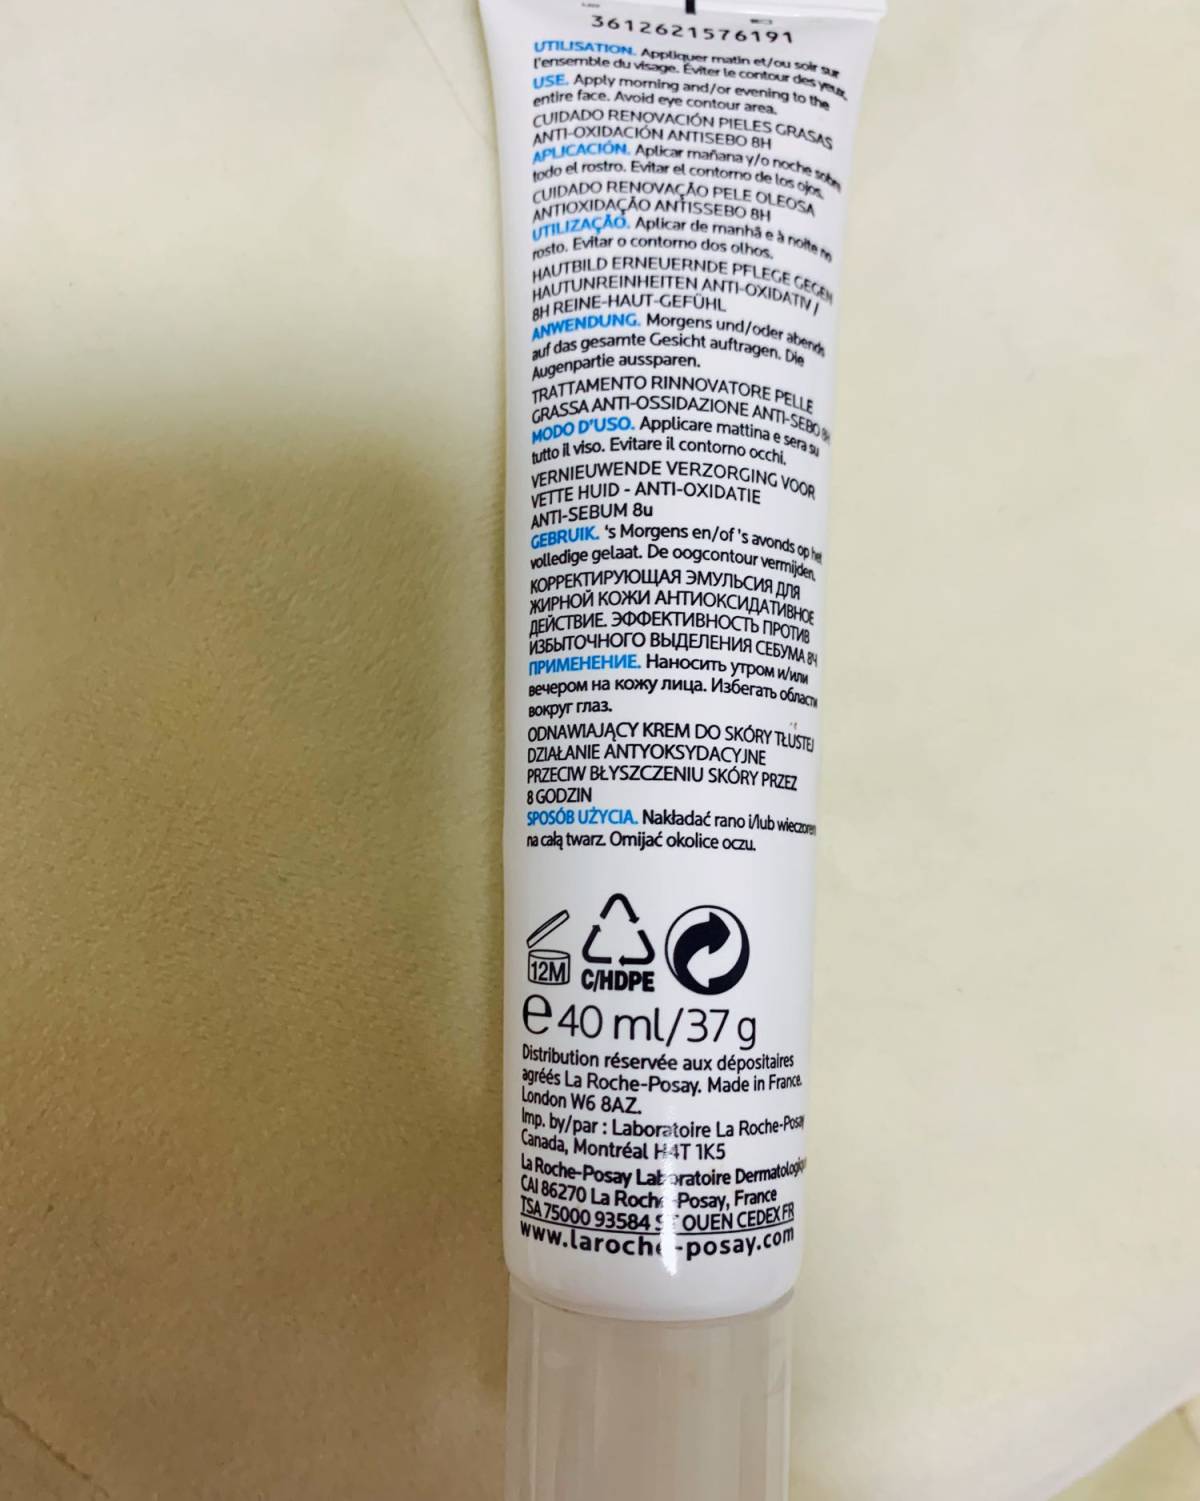 3612621576191
UTILISATION. Appliquer matin et/ou soir sur
l'ensemble du visage. Éviter le contour des yeux.
USE. Apply morning and/or evening to the
entire face. Avoid eye contour area.
CUIDADO RENOVACIÓN PIELES GRASAS
ANTI-OXIDACIÓN ANTISEBO 8H
APLICACIÓN. Aplicar mañana y/o noche sobre
todo el rostro. Evitar el contorno de los ojos.
CUIDADO RENOVAÇÃO PELE OLEOSA
ANTIOXIDAÇÃO ANTISSEBO 8H
UTILIZAÇÃO. Aplicar de manhã e à noite no
rosto. Evitar o contorno dos olhos.
HAUTBILD ERNEUERNDE PFLEGE GEGEN
HAUTUNREINHEITEN ANTI-OXIDATIV /
8H REINE-HAUT-GEFÜHL
ANWENDUNG. Morgens und/oder abends
auf das gesamte Gesicht auftragen. Die
Augenpartie aussparen.
TRATTAMENTO RINNOVATORE PELLE
GRASSA ANTI-OSSIDAZIONE ANTI-SEBO 8H
MODO D'USO. Applicare mattina e sera su
tutto il viso. Evitare il contorno occhi.
VERNIEUWENDE VERZORGING VOOR
VETTE HUID - ANTI-OXIDATIE
ANTI-SEBUM 8u
GEBRUIK. 's Morgens en/of 's avonds op het
volledige gelaat. De oogcontour vermijden.
КОРРЕКТИРУЮЩАЯ ЭМУЛЬСИЯ ДЛЯ
ЖИРНОЙ КОЖИ АНТИОКСИДАТИВНОЕ
ДЕЙСТВИЕ. ЭФФЕКТИВНОСТЬ ПРОТИВ
ИЗБЫТОЧНОГО ВЫДЕЛЕНИЯ СЕБУМА 8Ч
ПРИМЕНЕНИЕ. Наносить утром и/или
вечером на кожу лица. Избегать области
вокруг глаз.
ODNAWIAJĄCY KREM DO SKÓRY TŁUSTEJ
DZIAŁANIE ANTYOKSYDACYJNE
PRZECIW BŁYSZCZENIU SKÓRY PRZEZ
8 GODZIN
SPOSÓB UŻYCIA. Nakładać rano i/lub wieczorem
na całą twarz. Omijać okolice oczu.
12M C/HDPE
e 40 ml/37 g
Distribution réservée aux dépositaires
agréés La Roche-Posay. Made in France.
London W6 8AZ.
Imp. by/par : Laboratoire La Roche-Posay
Canada, Montréal H4T 1K5
La Roche-Posay Laboratoire Dermatologique
CAI 86270 La Roche-Posay, France
TSA 75000 93584 ST OUEN CEDEX FR
www.laroche-posay.com